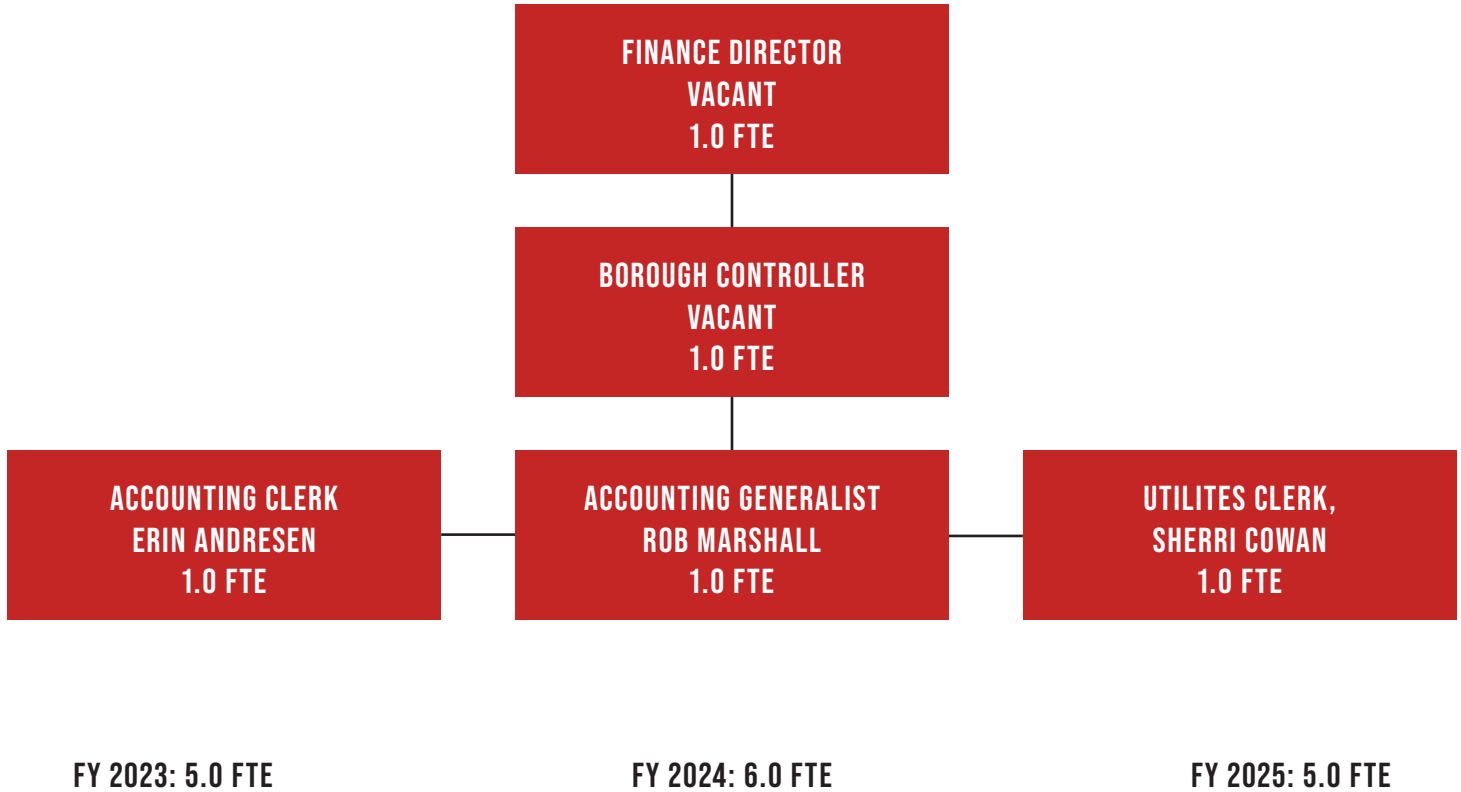 FINANCE DIRECTOR
VACANT
1.0 FTE
BOROUGH CONTROLLER
VACANT
1.0 FTE
ACCOUNTING CLERK
ERIN ANDRESEN
1.0 FTE
ACCOUNTING GENERALIST
ROB MARSHALL
1.0 FTE
UTILITES CLERK,
SHERRI COWAN
1.0 FTE
FY 2023: 5.0 FTE
FY 2024: 6.0 FTE
FY 2025: 5.0 FTE